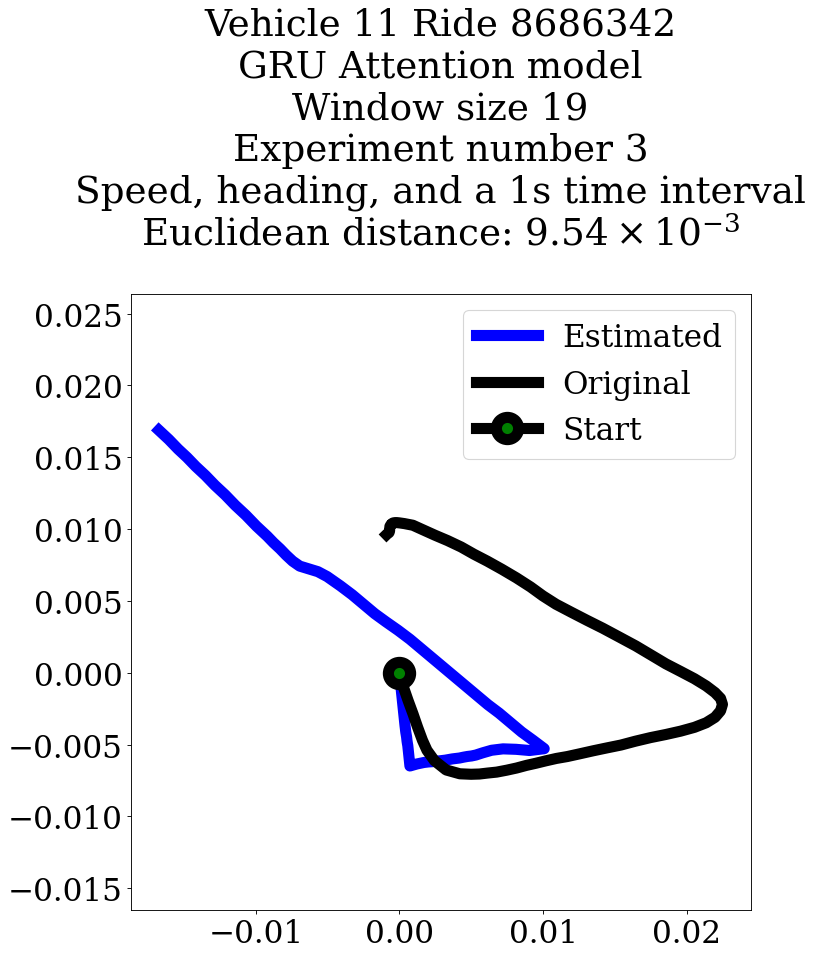 Vehicle 11 Ride 8686342
GRU Attention model
Window size 19
Experiment number 3
Speed, heading, and a 1s time interval
Euclidean distance: 9.54 × 10⁻³
Estimated
Original
Start
0.025
0.020
0.015
0.010
0.005
0.000
−0.005
−0.010
−0.015
−0.01 0.00 0.01 0.02